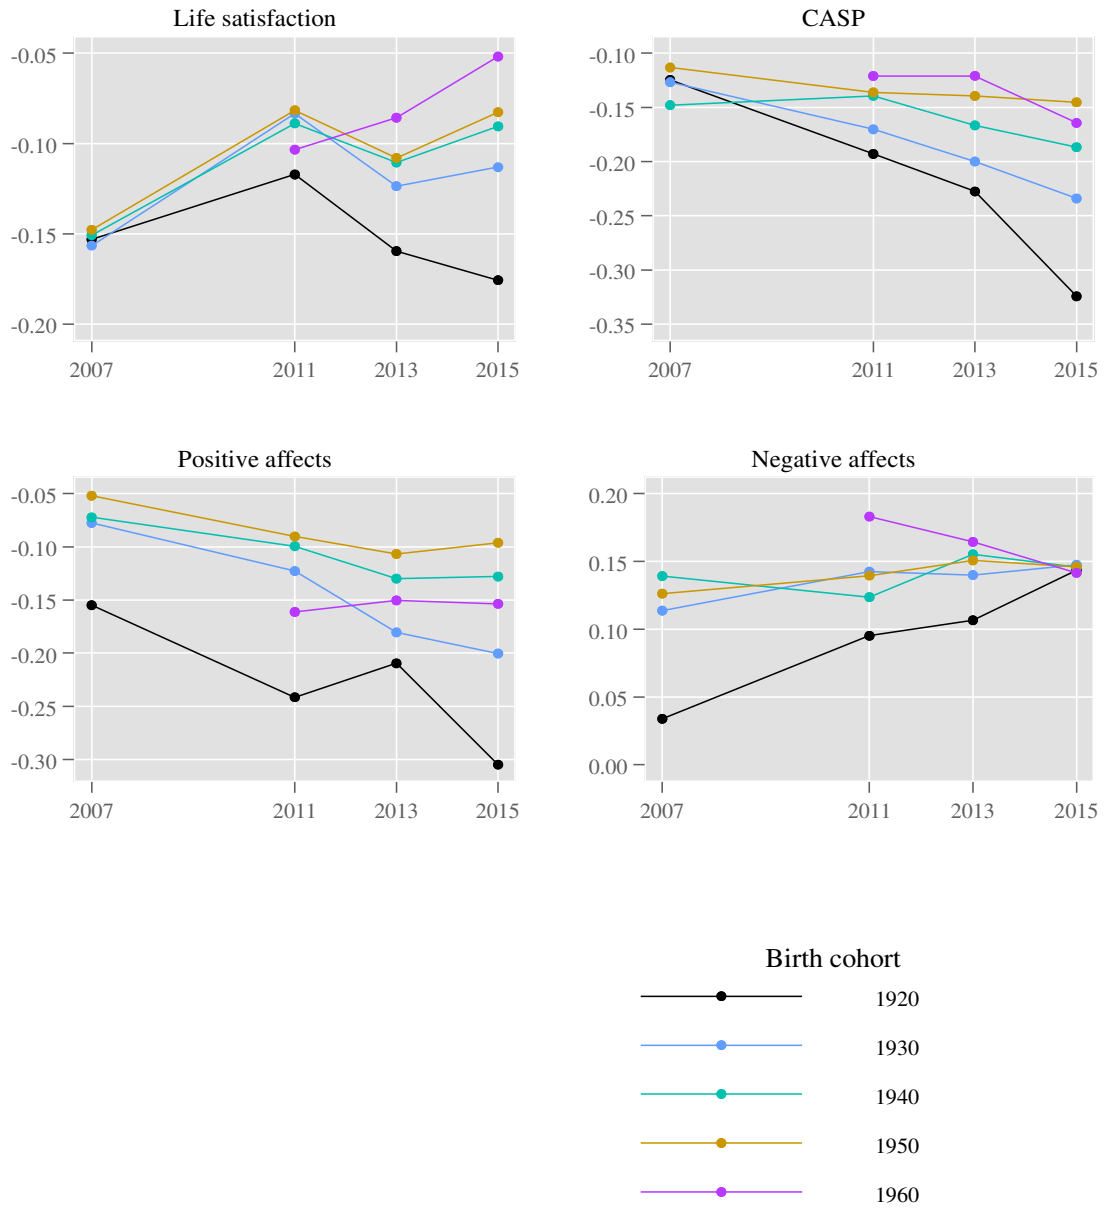 Life satisfaction
-0.05
-0.10
-0.15
-0.20
2007 2011 2013 2015
CASP
-0.10
-0.15
-0.20
-0.25
-0.30
-0.35
2007 2011 2013 2015
Positive affects
-0.05
-0.10
-0.15
-0.20
-0.25
-0.30
2007 2011 2013 2015
Negative affects
0.20
0.15
0.10
0.05
0.00
2007 2011 2013 2015
Birth cohort
1920
1930
1940
1950
1960